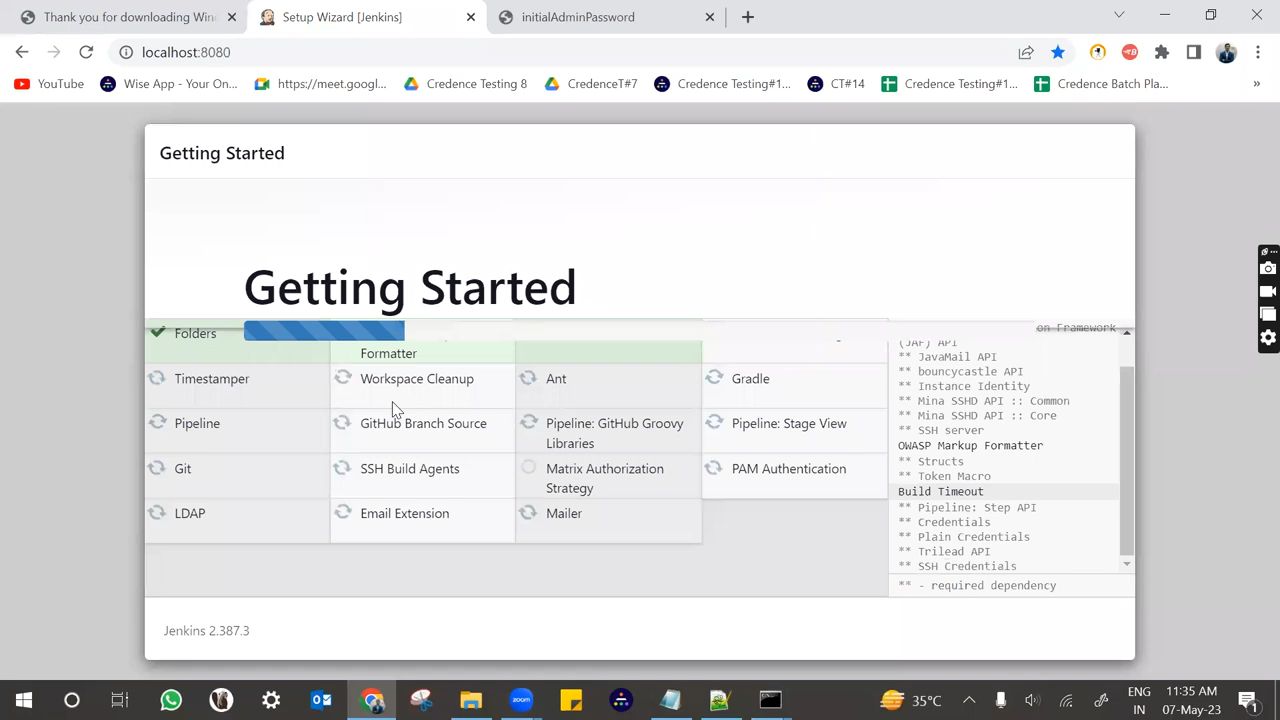 Thank you for downloading Win
Setup Wizard [Jenkins]
initialAdminPassword
localhost:8080
YouTube
Wise App - Your On...
https://meet.googl...
Credence Testing 8
CredenceT#7
Credence Testing#1...
CT#14
Credence Testing#1...
Credence Batch Pla...
»
Getting Started
Getting Started
Folders
Formatter
Timestamper
Workspace Cleanup
Ant
Gradle
Pipeline
GitHub Branch Source
Pipeline: GitHub Groovy
Libraries
Pipeline: Stage View
Git
SSH Build Agents
Matrix Authorization
Strategy
PAM Authentication
LDAP
Email Extension
Mailer
on Framework
(JAF) API
** JavaMail API
** bouncycastle API
** Instance Identity
** Mina SSHD API :: Common
** Mina SSHD API :: Core
** SSH server
OWASP Markup Formatter
** Structs
** Token Macro
Build Timeout
** Pipeline: Step API
** Credentials
** Plain Credentials
** Trilead API
** SSH Credentials
** - required dependency
Jenkins 2.387.3
35°C
ENG
IN
11:35 AM
07-May-23
1